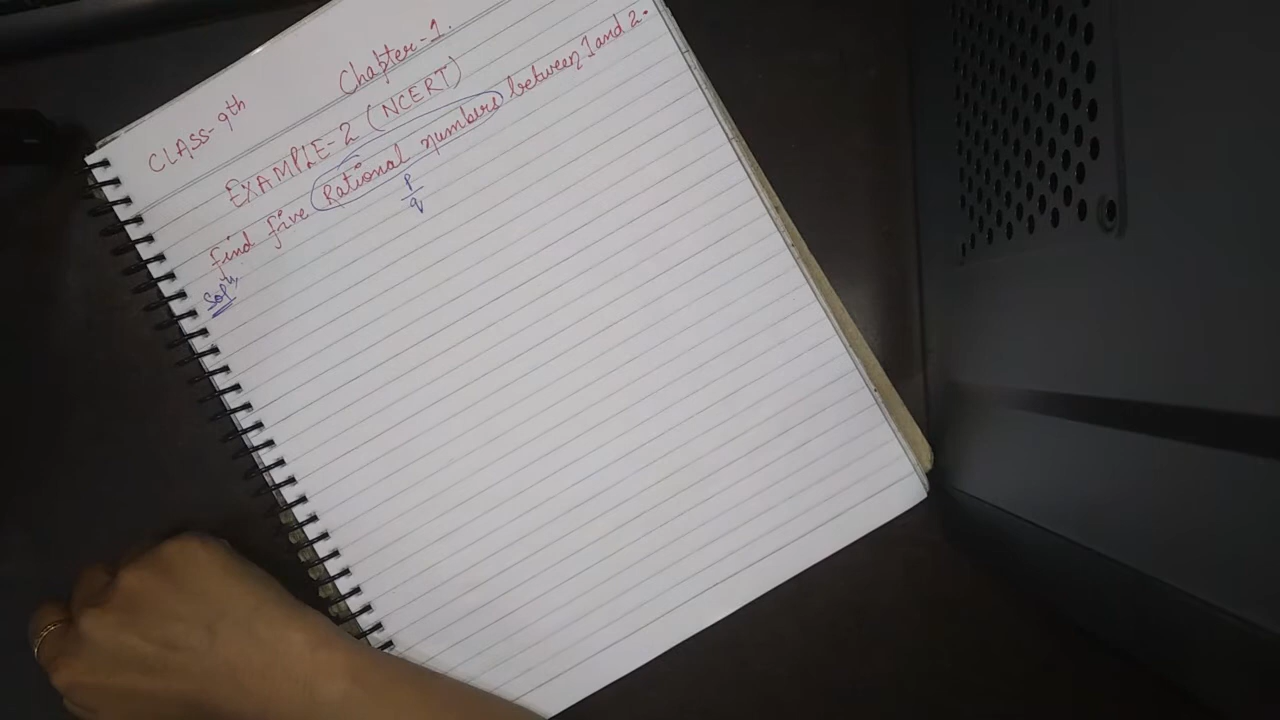 Chapter-1.
CLASS-9th
EXAMPLE-2 (NCERT)
Find five Rational numbers between 1 and 2.
p
q
Solⁿ,